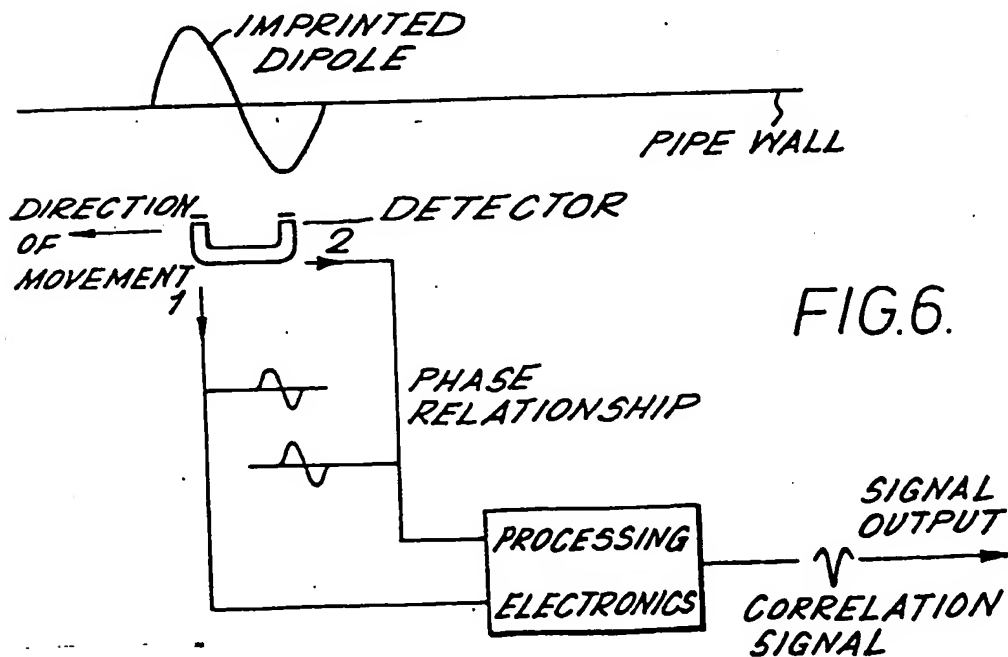 IMPRINTED
DIPOLE
PIPE WALL
DIRECTION
OF
MOVEMENT
DETECTOR
1
2
FIG.6.
PHASE
RELATIONSHIP
PROCESSING
ELECTRONICS
SIGNAL
OUTPUT
CORRELATION
SIGNAL